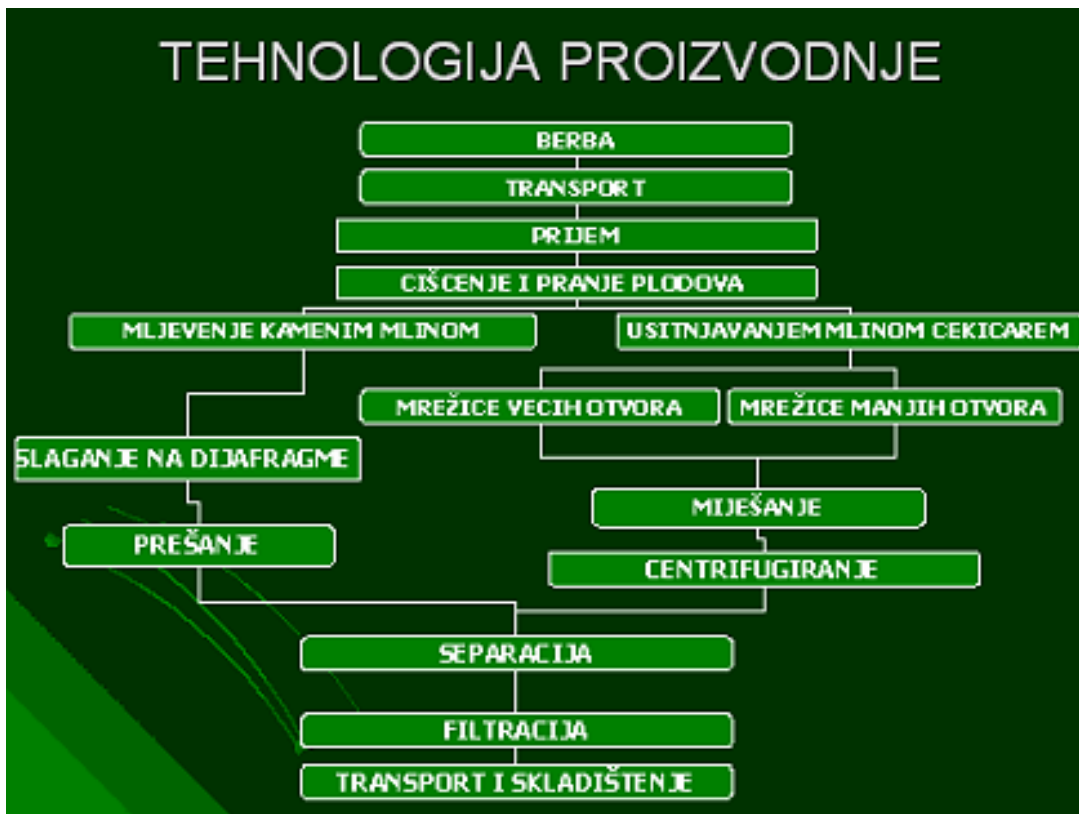 TEHNOLOGIJA PROIZVODNJE
BERBA
TRANSPORT
PRIJEM
CIŠCENJE I PRANJE PLODOVA
MLJEVENJE KAMENIM MLINOM
USITNJAVANJEM MLINOM CEKICAREM
MREŽICE VECIH OTVORA
MREŽICE MANJIH OTVORA
SLAGANJE NA DIJAFRAGME
MIJEŠANJE
PREŠANJE
CENTRIFUGIRANJE
SEPARACIJA
FILTRACIJA
TRANSPORT I SKLADIŠTENJE